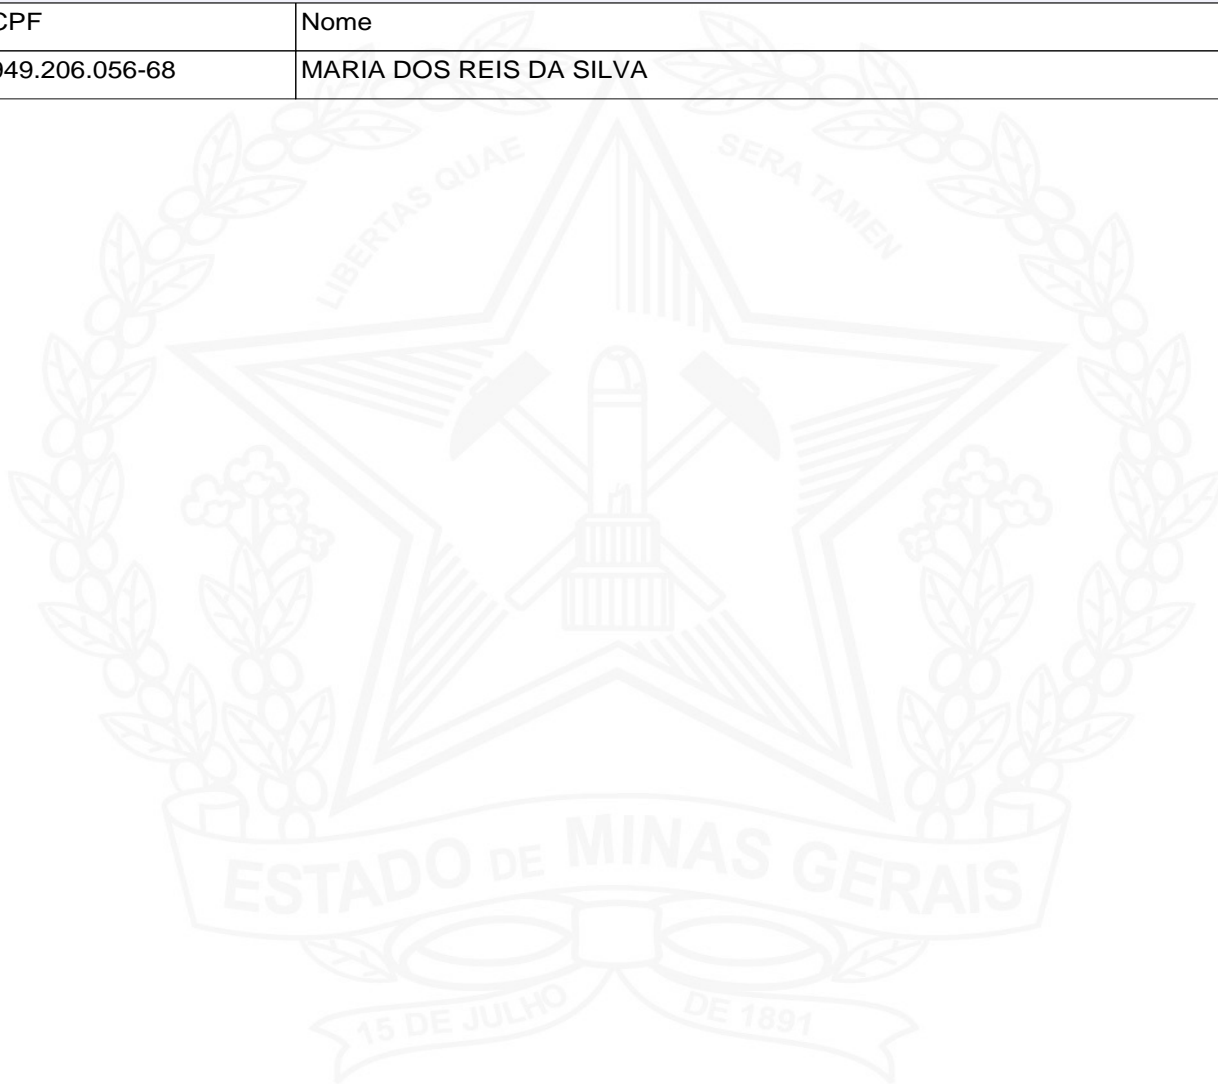 CPF Nome
949.206.056-68 MARIA DOS REIS DA SILVA
LIBERTAS QUAE SERA TAMEN
ESTADO DE MINAS GERAIS
15 DE JULHO DE 1891